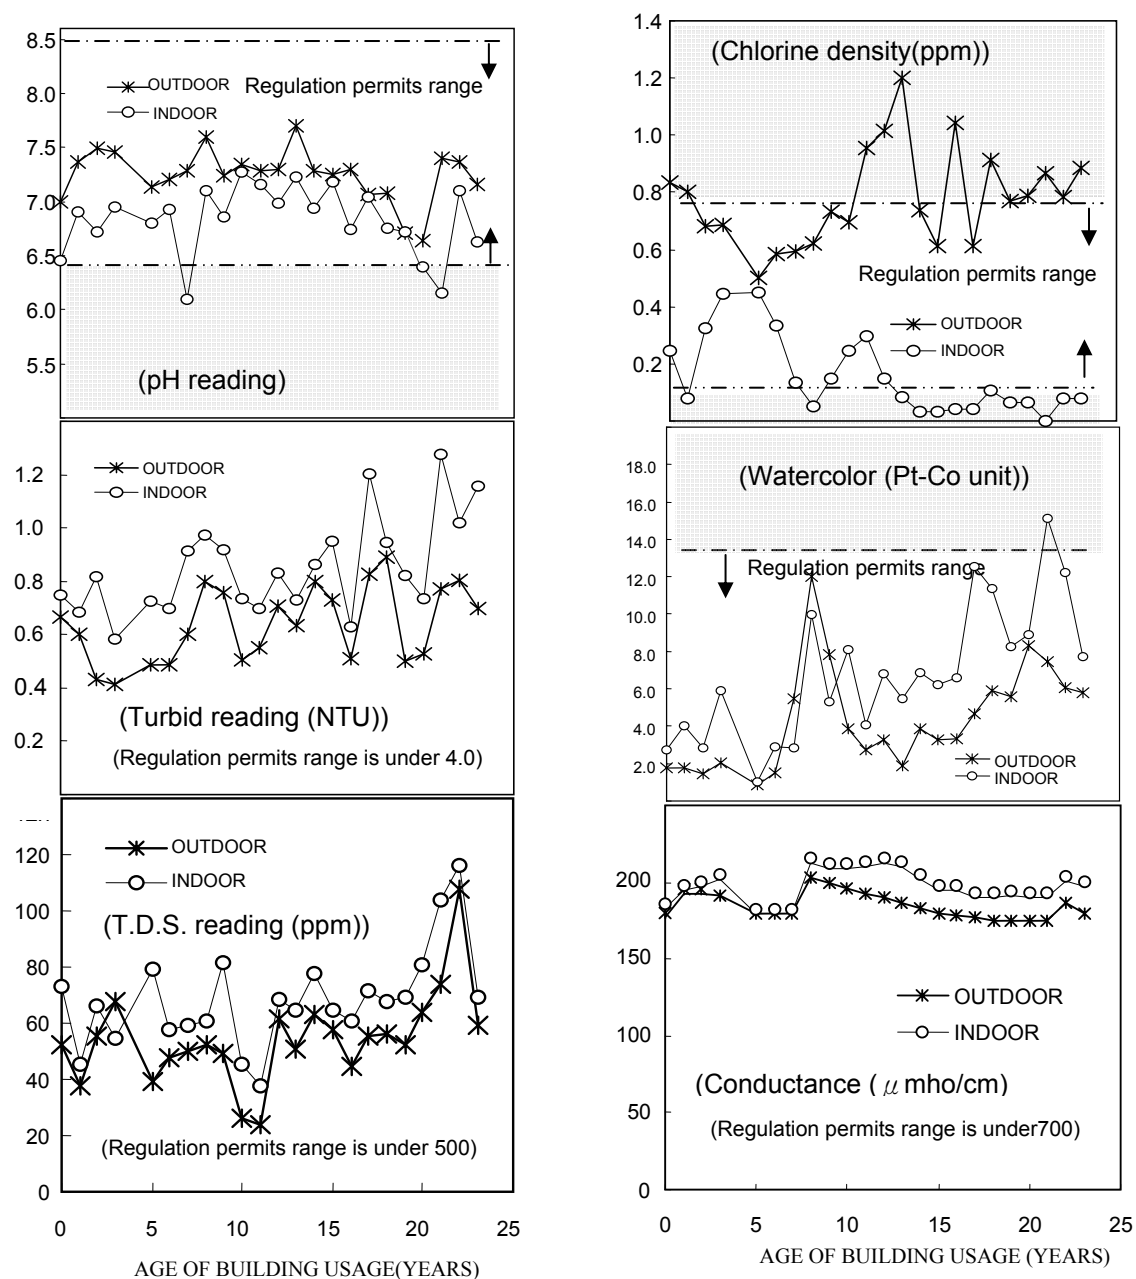 8.5
8.0
7.5
7.0
6.5
6.0
5.5
OUTDOOR
INDOOR
Regulation permits range
(pH reading)
1.4
1.2
1.0
0.8
0.6
0.4
0.2
(Chlorine density(ppm))
Regulation permits range
OUTDOOR
INDOOR
1.2
1.0
0.8
0.6
0.4
0.2
OUTDOOR
INDOOR
(Turbid reading (NTU))
(Regulation permits range is under 4.0)
18.0
16.0
14.0
12.0
10.0
8.0
6.0
4.0
2.0
(Watercolor (Pt-Co unit))
Regulation permits range
OUTDOOR
INDOOR
120
100
80
60
40
20
0
OUTDOOR
INDOOR
(T.D.S. reading (ppm))
(Regulation permits range is under 500)
0 5 10 15 20 25
AGE OF BUILDING USAGE(YEARS)
200
150
100
50
0
OUTDOOR
INDOOR
(Conductance ( μ mho/cm)
(Regulation permits range is under700)
0 5 10 15 20 25
AGE OF BUILDING USAGE (YEARS)